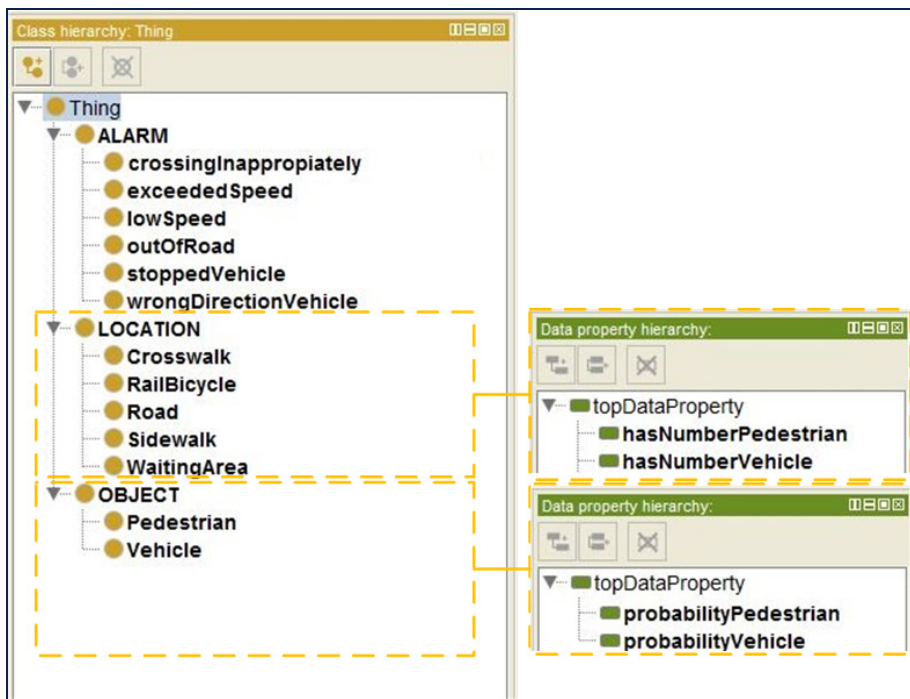 Class hierarchy: Thing
Thing
ALARM
crossingInappropiately
exceededSpeed
lowSpeed
outOfRoad
stoppedVehicle
wrongDirectionVehicle
LOCATION
Crosswalk
RailBicycle
Road
Sidewalk
WaitingArea
OBJECT
Pedestrian
Vehicle
Data property hierarchy:
topDataProperty
hasNumberPedestrian
hasNumberVehicle
Data property hierarchy:
topDataProperty
probabilityPedestrian
probabilityVehicle